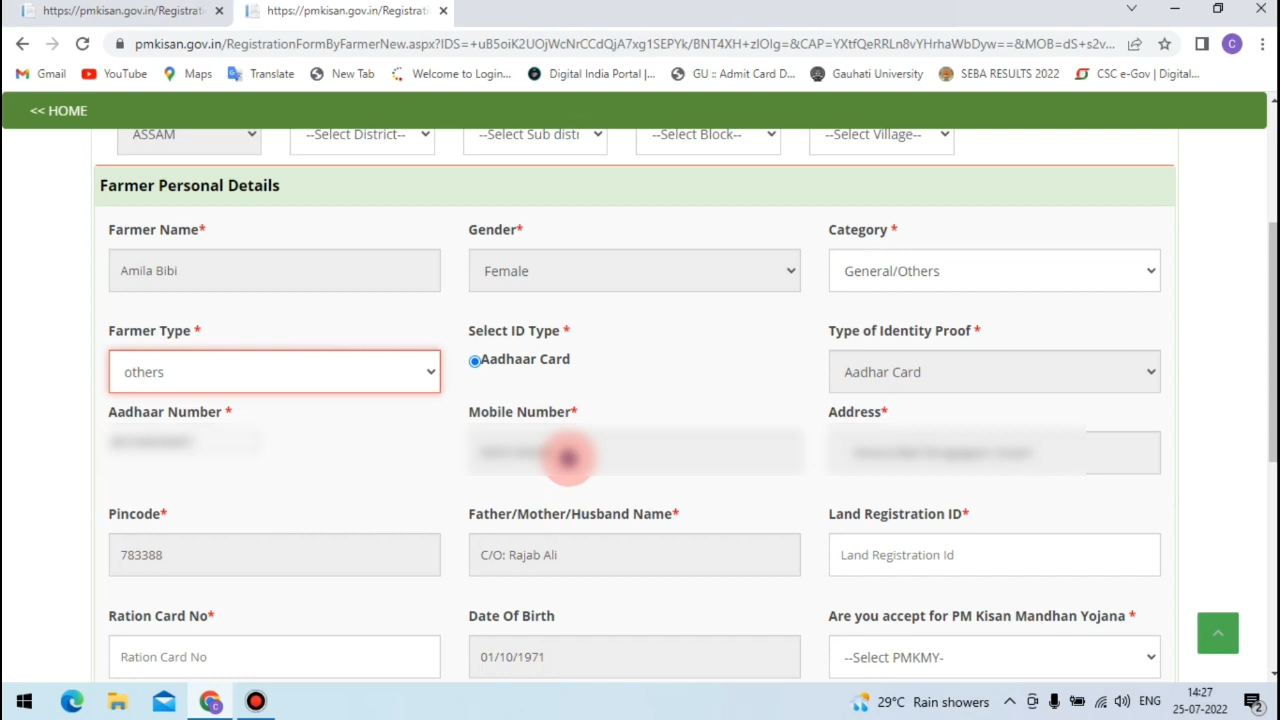 https://pmkisan.gov.in/Registrati
https://pmkisan.gov.in/Registrati
pmkisan.gov.in/RegistrationFormByFarmerNew.aspx?IDS=+uB5oiK2UOjWcNrCCdQjA7xg1SEPYk/BNT4XH+zlOIg=&CAP=YXtfQeRRLn8vYHrhaWbDyw==&MOB=dS+s2v...
C
Gmail YouTube Maps Translate New Tab Welcome to Login... Digital India Portal |... GU :: Admit Card D... Gauhati University SEBA RESULTS 2022 CSC e-Gov | Digital...
<< HOME
ASSAM --Select District-- --Select Sub disti --Select Block-- --Select Village--
Farmer Personal Details
Farmer Name* Gender* Category *
Amila Bibi Female General/Others
Farmer Type * Select ID Type * Type of Identity Proof *
others Aadhaar Card Aadhar Card
Aadhaar Number * Mobile Number* Address*
Pincode* Father/Mother/Husband Name* Land Registration ID*
783388 C/O: Rajab Ali Land Registration Id
Ration Card No* Date Of Birth Are you accept for PM Kisan Mandhan Yojana *
Ration Card No 01/10/1971 --Select PMKMY-
29°C Rain showers ENG 14:27
25-07-2022 2